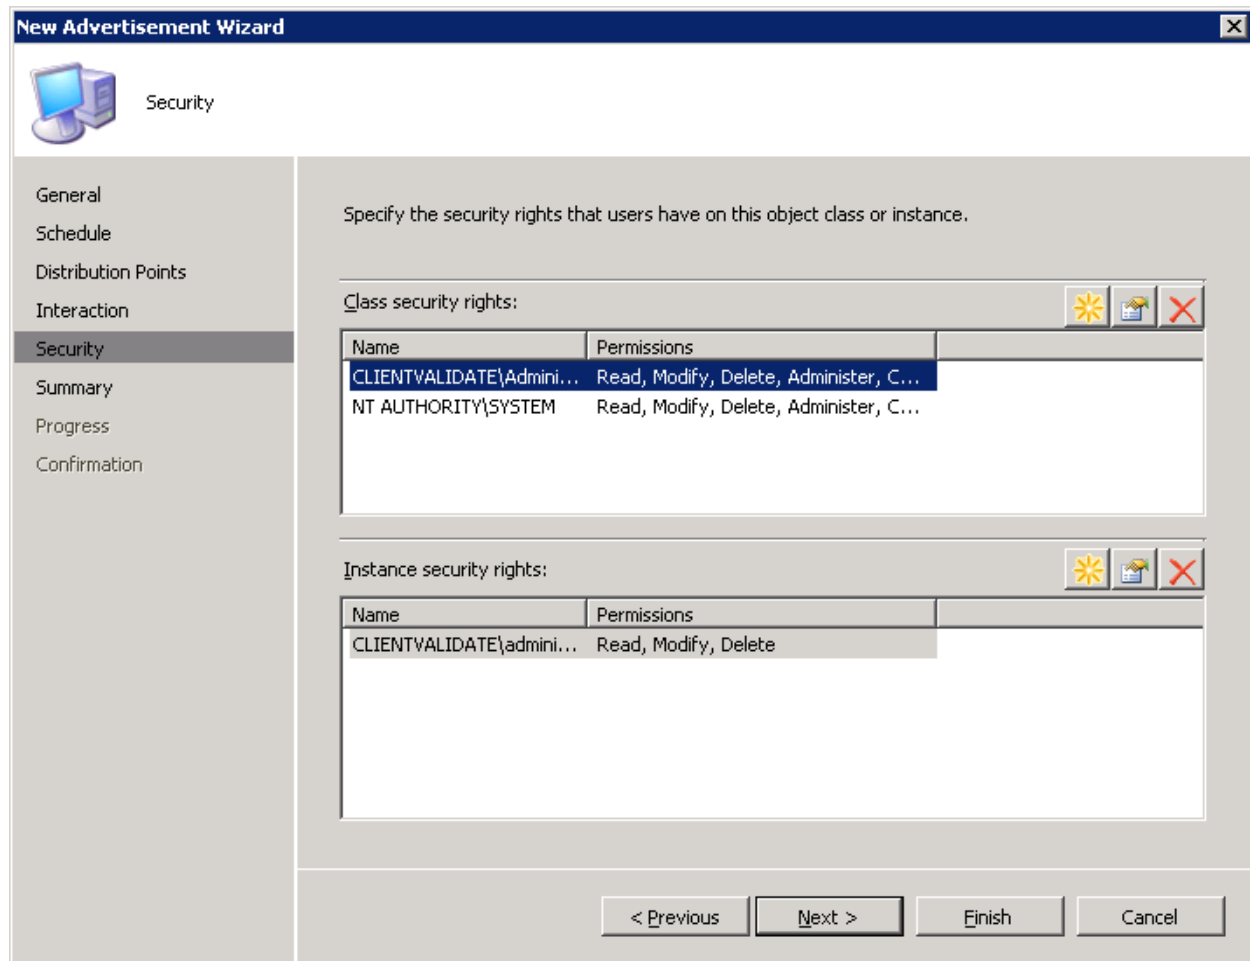 New Advertisement Wizard
Security
General
Schedule
Distribution Points
Interaction
Security
Summary
Progress
Confirmation
Specify the security rights that users have on this object class or instance.
Class security rights:
Name Permissions
CLIENTVALIDATE\Admini... Read, Modify, Delete, Administer, C...
NT AUTHORITY\SYSTEM Read, Modify, Delete, Administer, C...
Instance security rights:
Name Permissions
CLIENTVALIDATE\admini... Read, Modify, Delete
< Previous Next > Finish Cancel